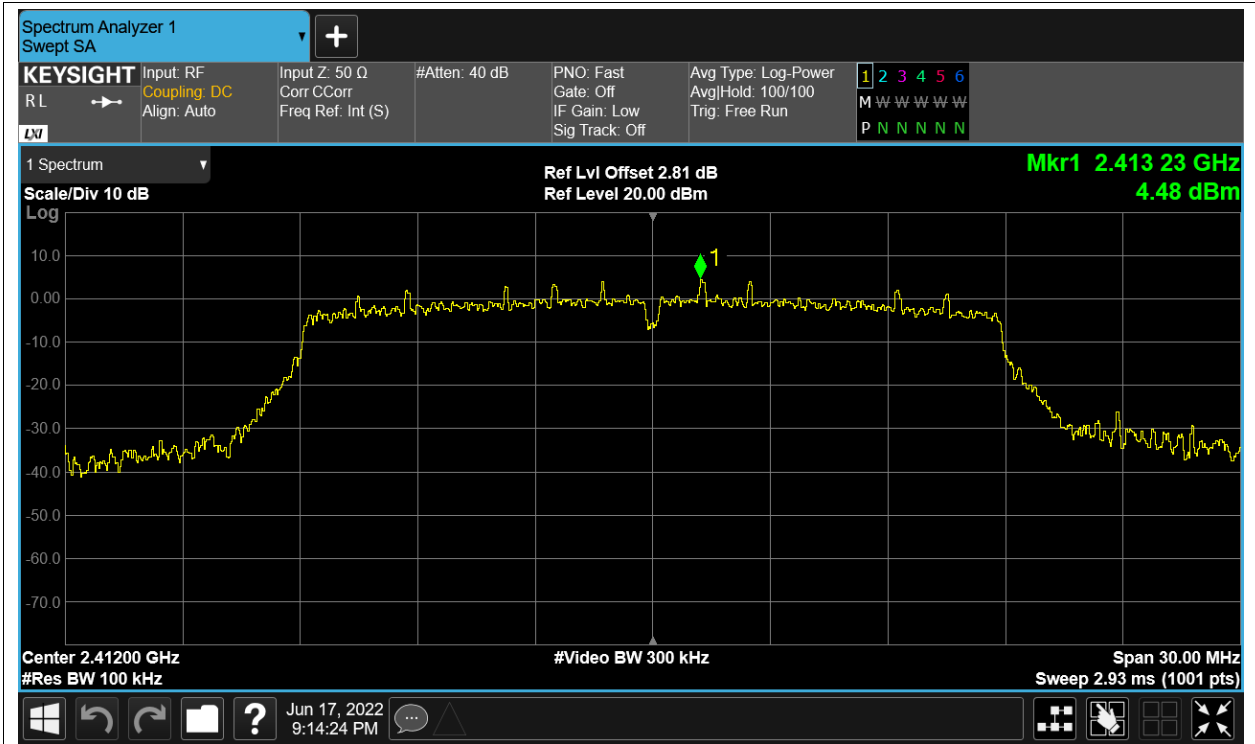 Spectrum Analyzer 1
Swept SA
KEYSIGHT
R L
LXI
Input: RF
Coupling: DC
Align: Auto
Input Z: 50 Ω
Corr CCorr
Freq Ref: Int (S)
#Atten: 40 dB
PNO: Fast
Gate: Off
IF Gain: Low
Sig Track: Off
Avg Type: Log-Power
Avg|Hold: 100/100
Trig: Free Run
1 2 3 4 5 6
M W W W W W
P N N N N N
1 Spectrum
Scale/Div 10 dB
Log
Ref Lvl Offset 2.81 dB
Ref Level 20.00 dBm
Mkr1 2.413 23 GHz
4.48 dBm
1
10.0
0.00
-10.0
-20.0
-30.0
-40.0
-50.0
-60.0
-70.0
Center 2.41200 GHz
#Res BW 100 kHz
#Video BW 300 kHz
Span 30.00 MHz
Sweep 2.93 ms (1001 pts)
?
Jun 17, 2022
9:14:24 PM